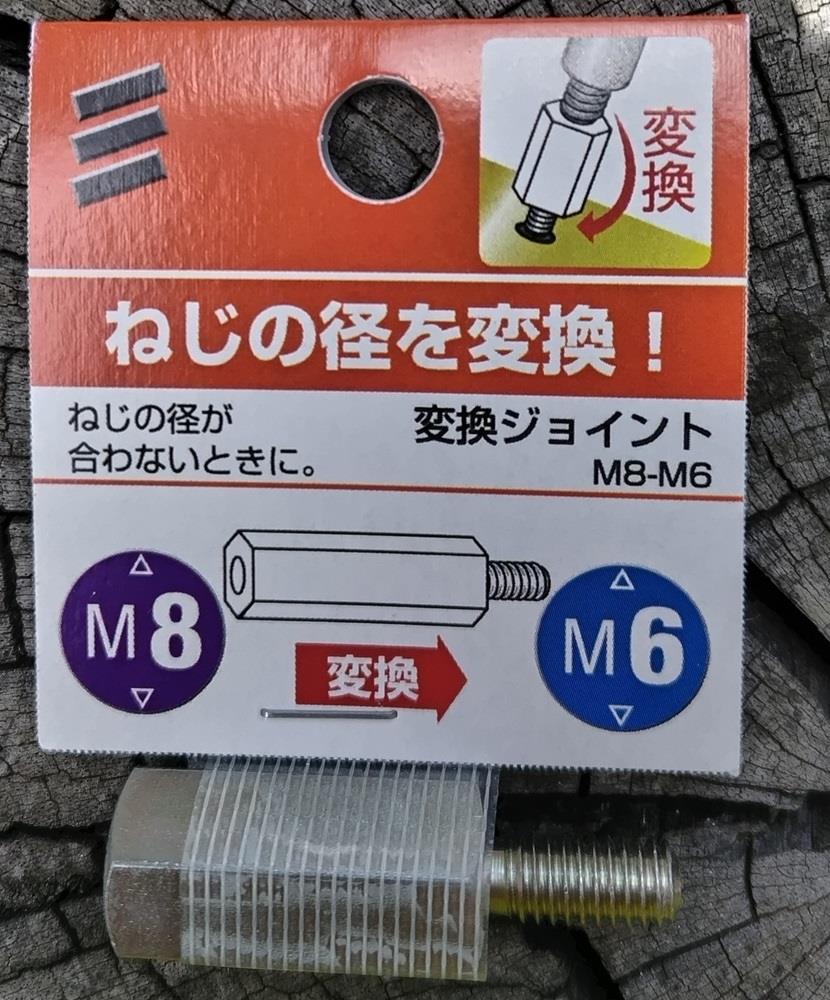 変換
ねじの径を変換！
ねじの径が
合わないときに。
変換ジョイント
M8-M6
M8
変換
M6